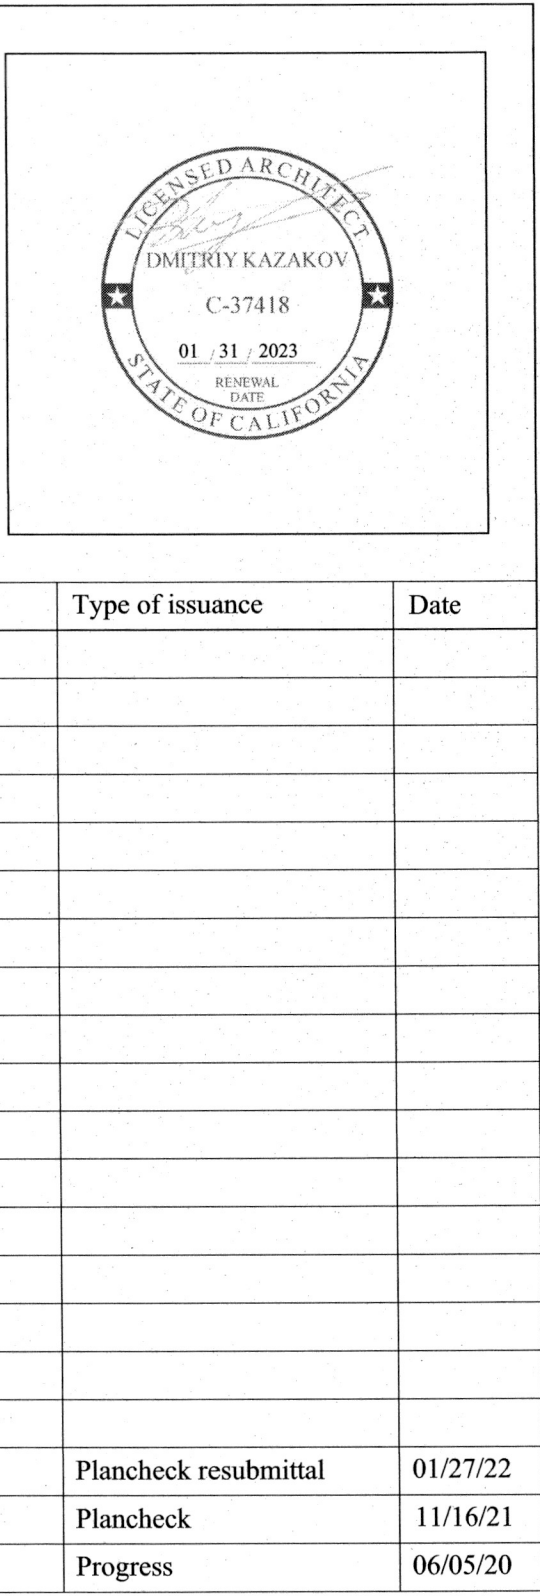 LICENSED ARCHITECT
DMITRIY KAZAKOV
C-37418
01 / 31 / 2023
RENEWAL
DATE
STATE OF CALIFORNIA
Type of issuance Date
Plancheck resubmittal 01/27/22
Plancheck 11/16/21
Progress 06/05/20